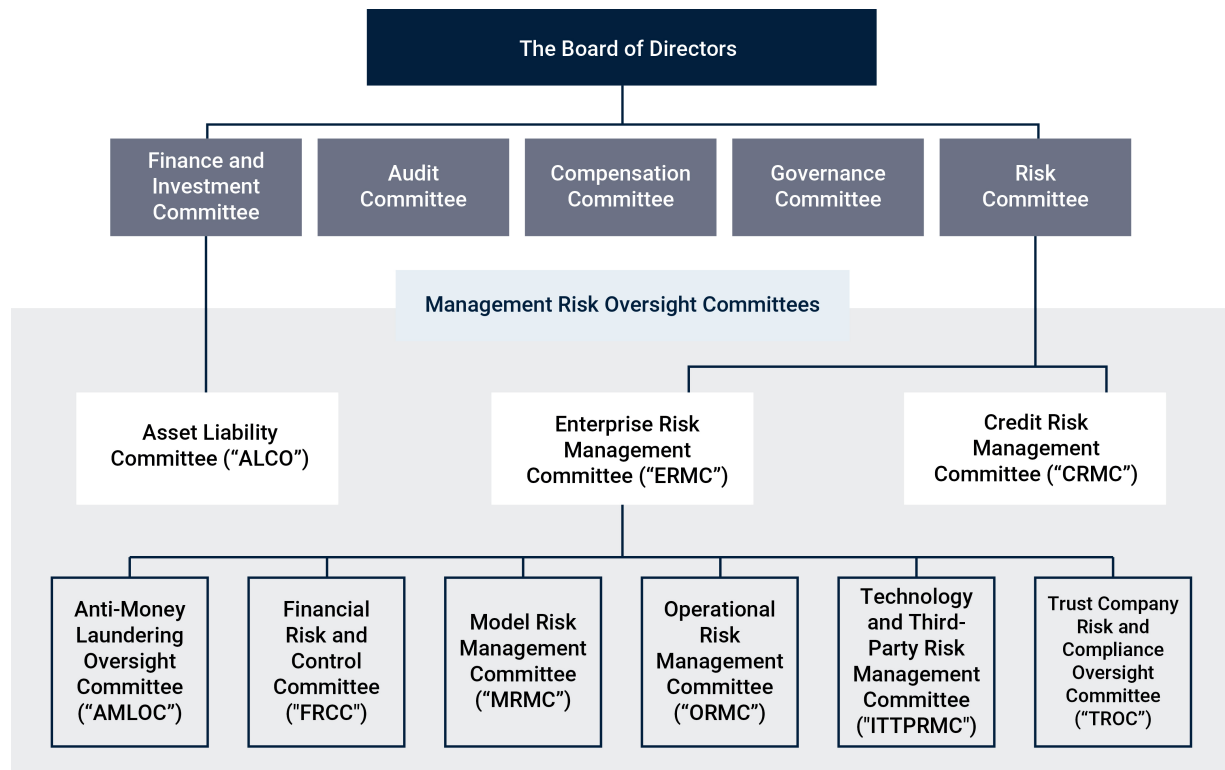 The Board of Directors
Finance and
Investment
Committee
Audit
Committee
Compensation
Committee
Governance
Committee
Risk
Committee
Management Risk Oversight Committees
Asset Liability
Committee (“ALCO”)
Enterprise Risk
Management
Committee (“ERMC”)
Credit Risk
Management
Committee (“CRMC”)
Anti-Money
Laundering
Oversight
Committee
(“AMLOC”)
Financial
Risk and
Control
Committee
("FRCC")
Model Risk
Management
Committee
(“MRMC”)
Operational
Risk
Management
Committee
(“ORMC”)
Technology
and Third-
Party Risk
Management
Committee
("ITTPRMC")
Trust Company
Risk and
Compliance
Oversight
Committee
(“TROC”)